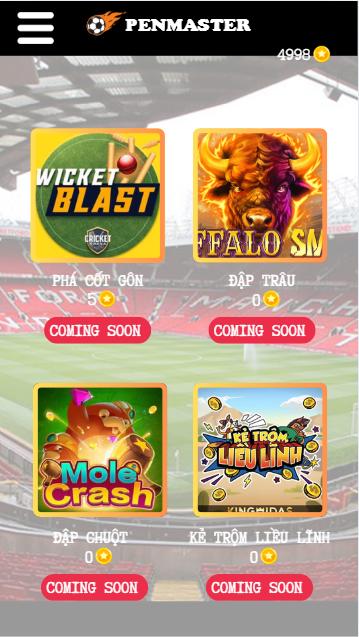 PENMASTER
4998
WICKET
BLAST
CRICKET
FFALO SM
PHÁ CỐT GÔN
ĐẬP TRÂU
5
0
COMING SOON
COMING SOON
Mole
Crash
KẺ TRỘM
LIỀU LĨNH
KINGMIDAS
ĐẬP CHUỘT
KẺ TRỘM LIỀU LĨNH
0
0
COMING SOON
COMING SOON